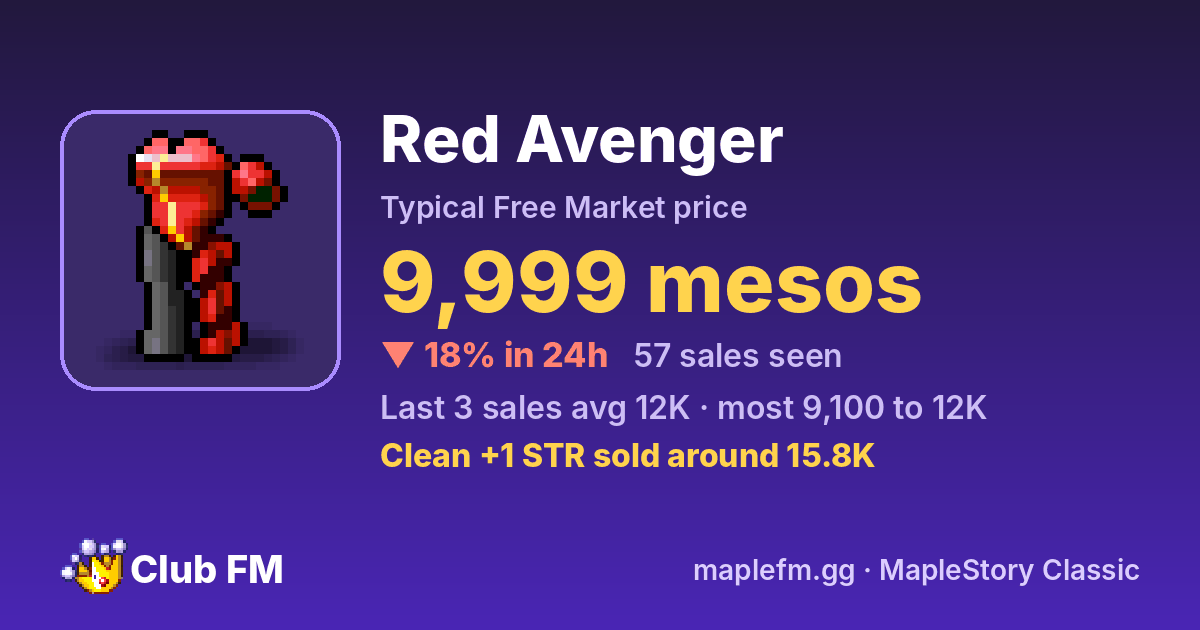 Red Avenger
Typical Free Market price
9,999 mesos
▼ 18% in 24h 57 sales seen
Last 3 sales avg 12K · most 9,100 to 12K
Clean +1 STR sold around 15.8K
Club FM
maplefm.gg · MapleStory Classic